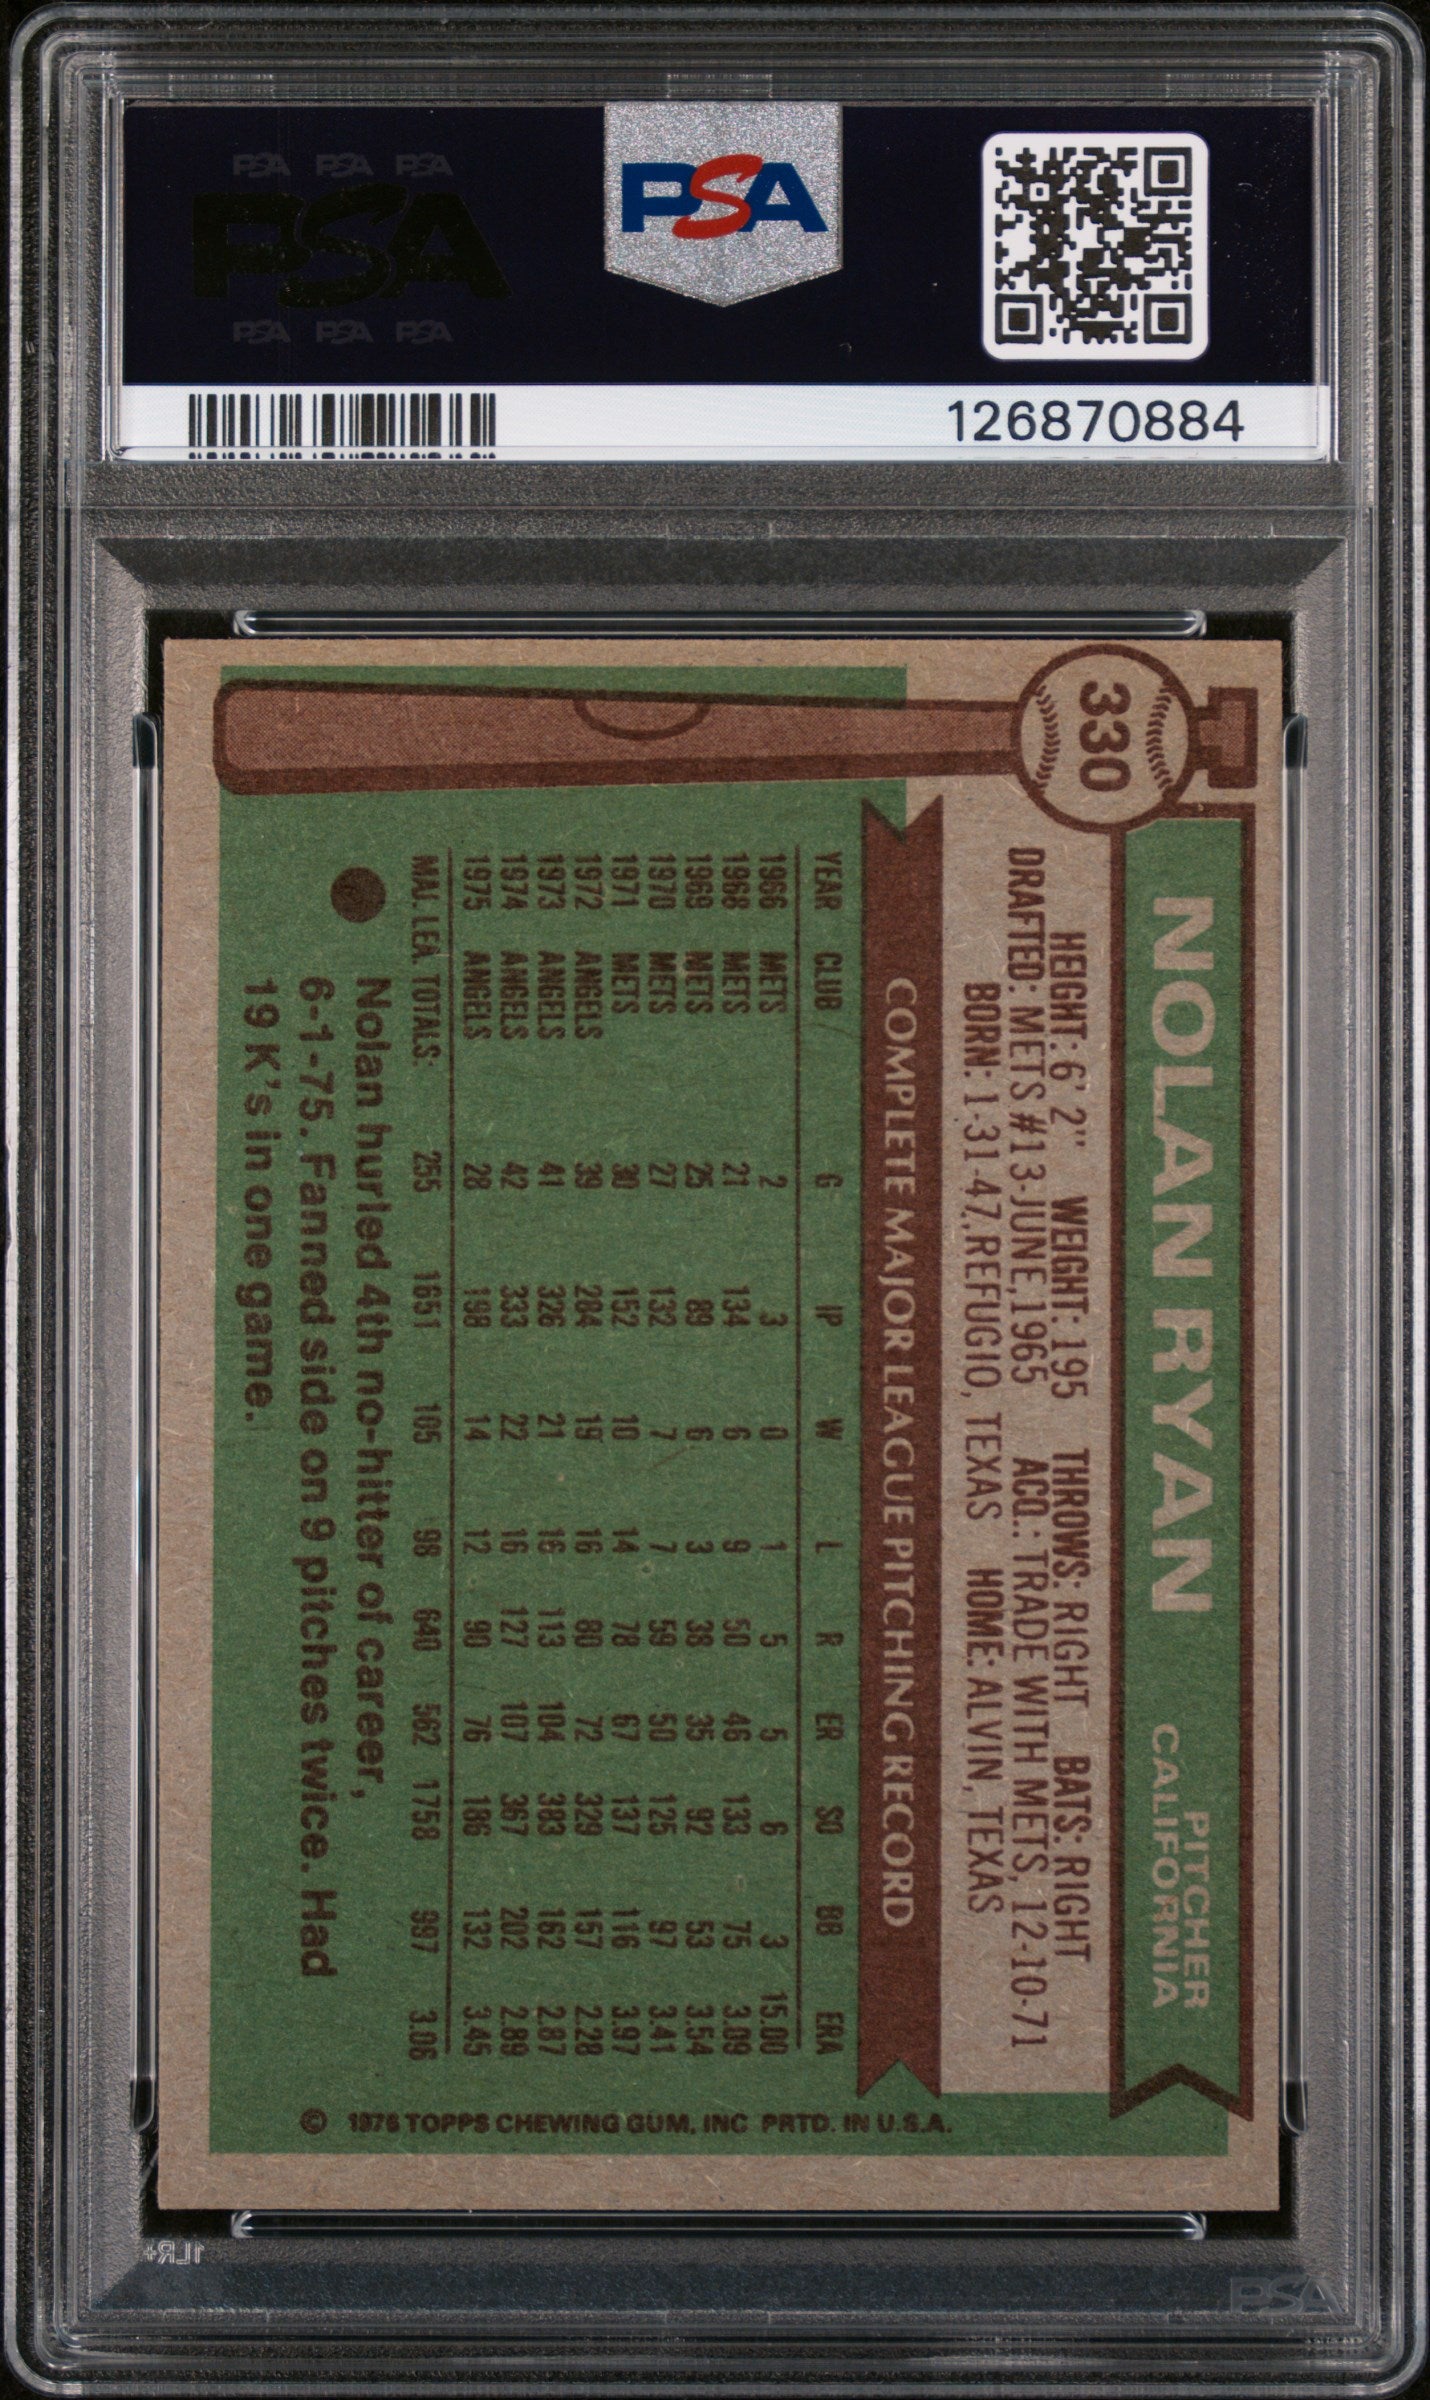 PSA PSA PSA
PSA
PSA PSA PSA
PSA
126870884
330
NOLAN RYAN
PITCHER
CALIFORNIA
HEIGHT: 6' 2" WEIGHT: 195 THROWS: RIGHT BATS: RIGHT
DRAFTED: METS #13-JUNE, 1965 ACQ.: TRADE WITH METS, 12-10-71
BORN: 1-31-47, REFUGIO, TEXAS HOME: ALVIN, TEXAS
COMPLETE MAJOR LEAGUE PITCHING RECORD
YEAR CLUB G IP W L R ER SO BB ERA
1966 METS 2 3 0 1 5 5 6 3 15.00
1968 METS 21 134 6 9 50 46 133 75 3.09
1969 METS 25 89 6 3 38 35 92 53 3.54
1970 METS 27 132 7 7 59 50 125 97 3.41
1971 METS 30 152 10 14 78 67 137 116 3.97
1972 ANGELS 39 284 19 16 80 72 329 157 2.28
1973 ANGELS 41 326 21 16 113 104 383 162 2.87
1974 ANGELS 42 333 22 16 127 107 367 202 2.89
1975 ANGELS 28 198 14 12 90 76 186 132 3.45
MAJ. LEA. TOTALS: 255 1651 105 98 640 562 1758 997 3.06
Nolan hurled 4th no-hitter of career,
6-1-75. Fanned side on 9 pitches twice. Had
19 K's in one game.
© 1976 TOPPS CHEWING GUM, INC PRTD. IN U.S.A.
1LR+
PSA